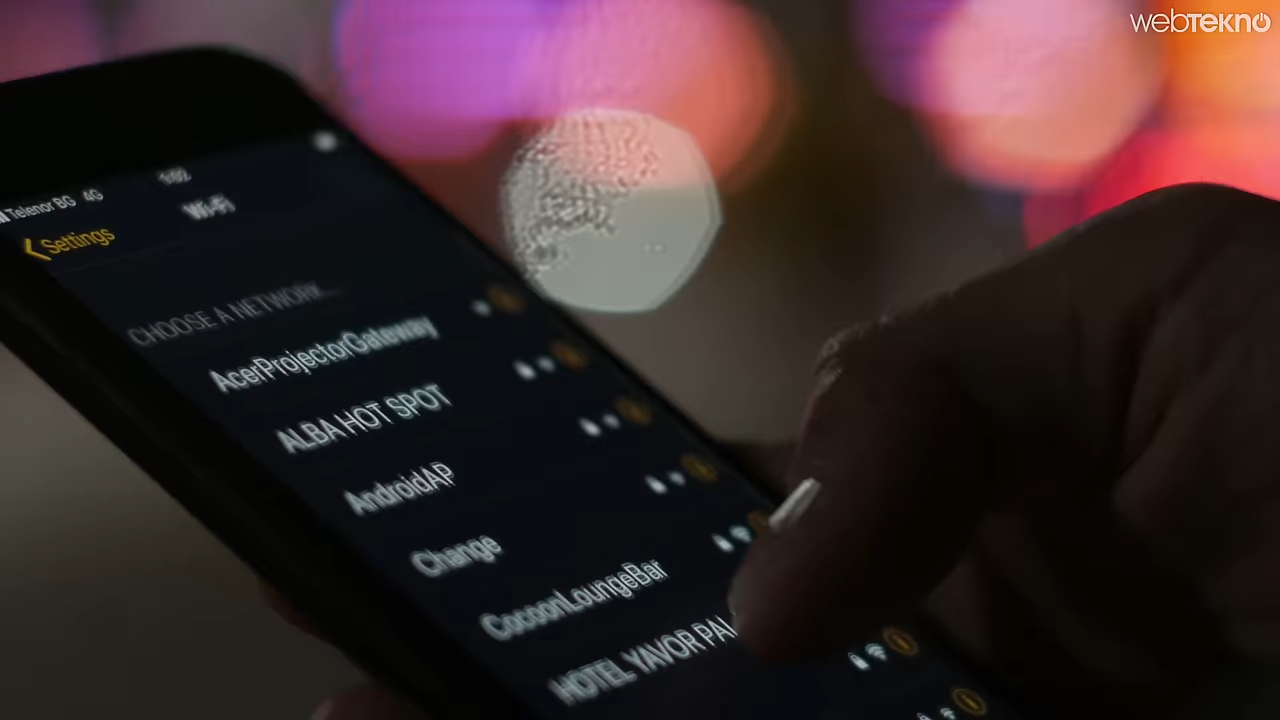 webTEKNO
Telenor BG 4G
Settings
Wi-Fi
CHOOSE A NETWORK...
AcerProjectorGateway
ALBA HOT SPOT
AndroidAP
Change
CocoonLoungeBar
HOTEL YAVOR